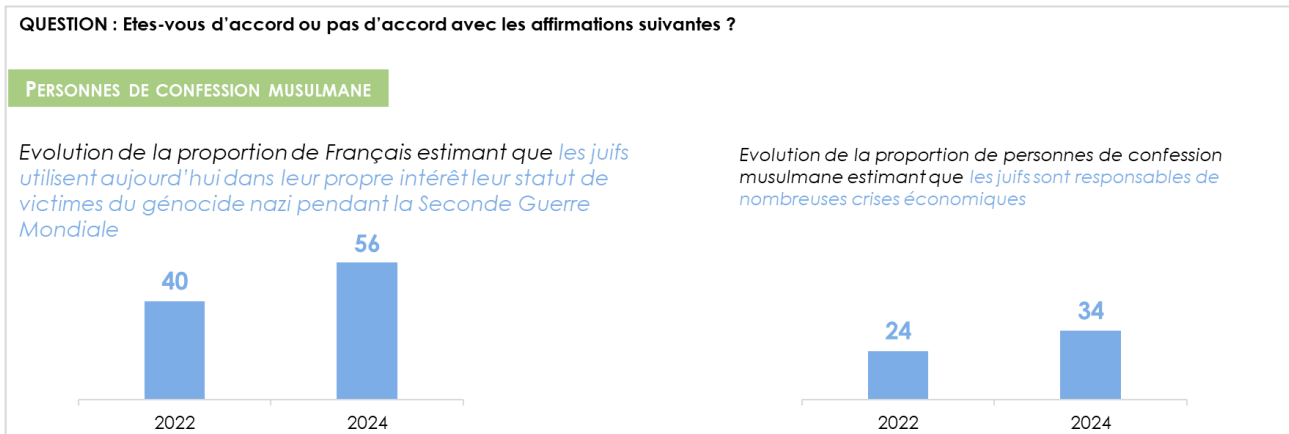 QUESTION : Etes-vous d’accord ou pas d’accord avec les affirmations suivantes ?
PERSONNES DE CONFESSION MUSULMANE
Evolution de la proportion de Français estimant que les juifs
utilisent aujourd’hui dans leur propre intérêt leur statut de
victimes du génocide nazi pendant la Seconde Guerre
Mondiale
40
56
2022
2024
Evolution de la proportion de personnes de confession
musulmane estimant que les juifs sont responsables de
nombreuses crises économiques
24
34
2022
2024